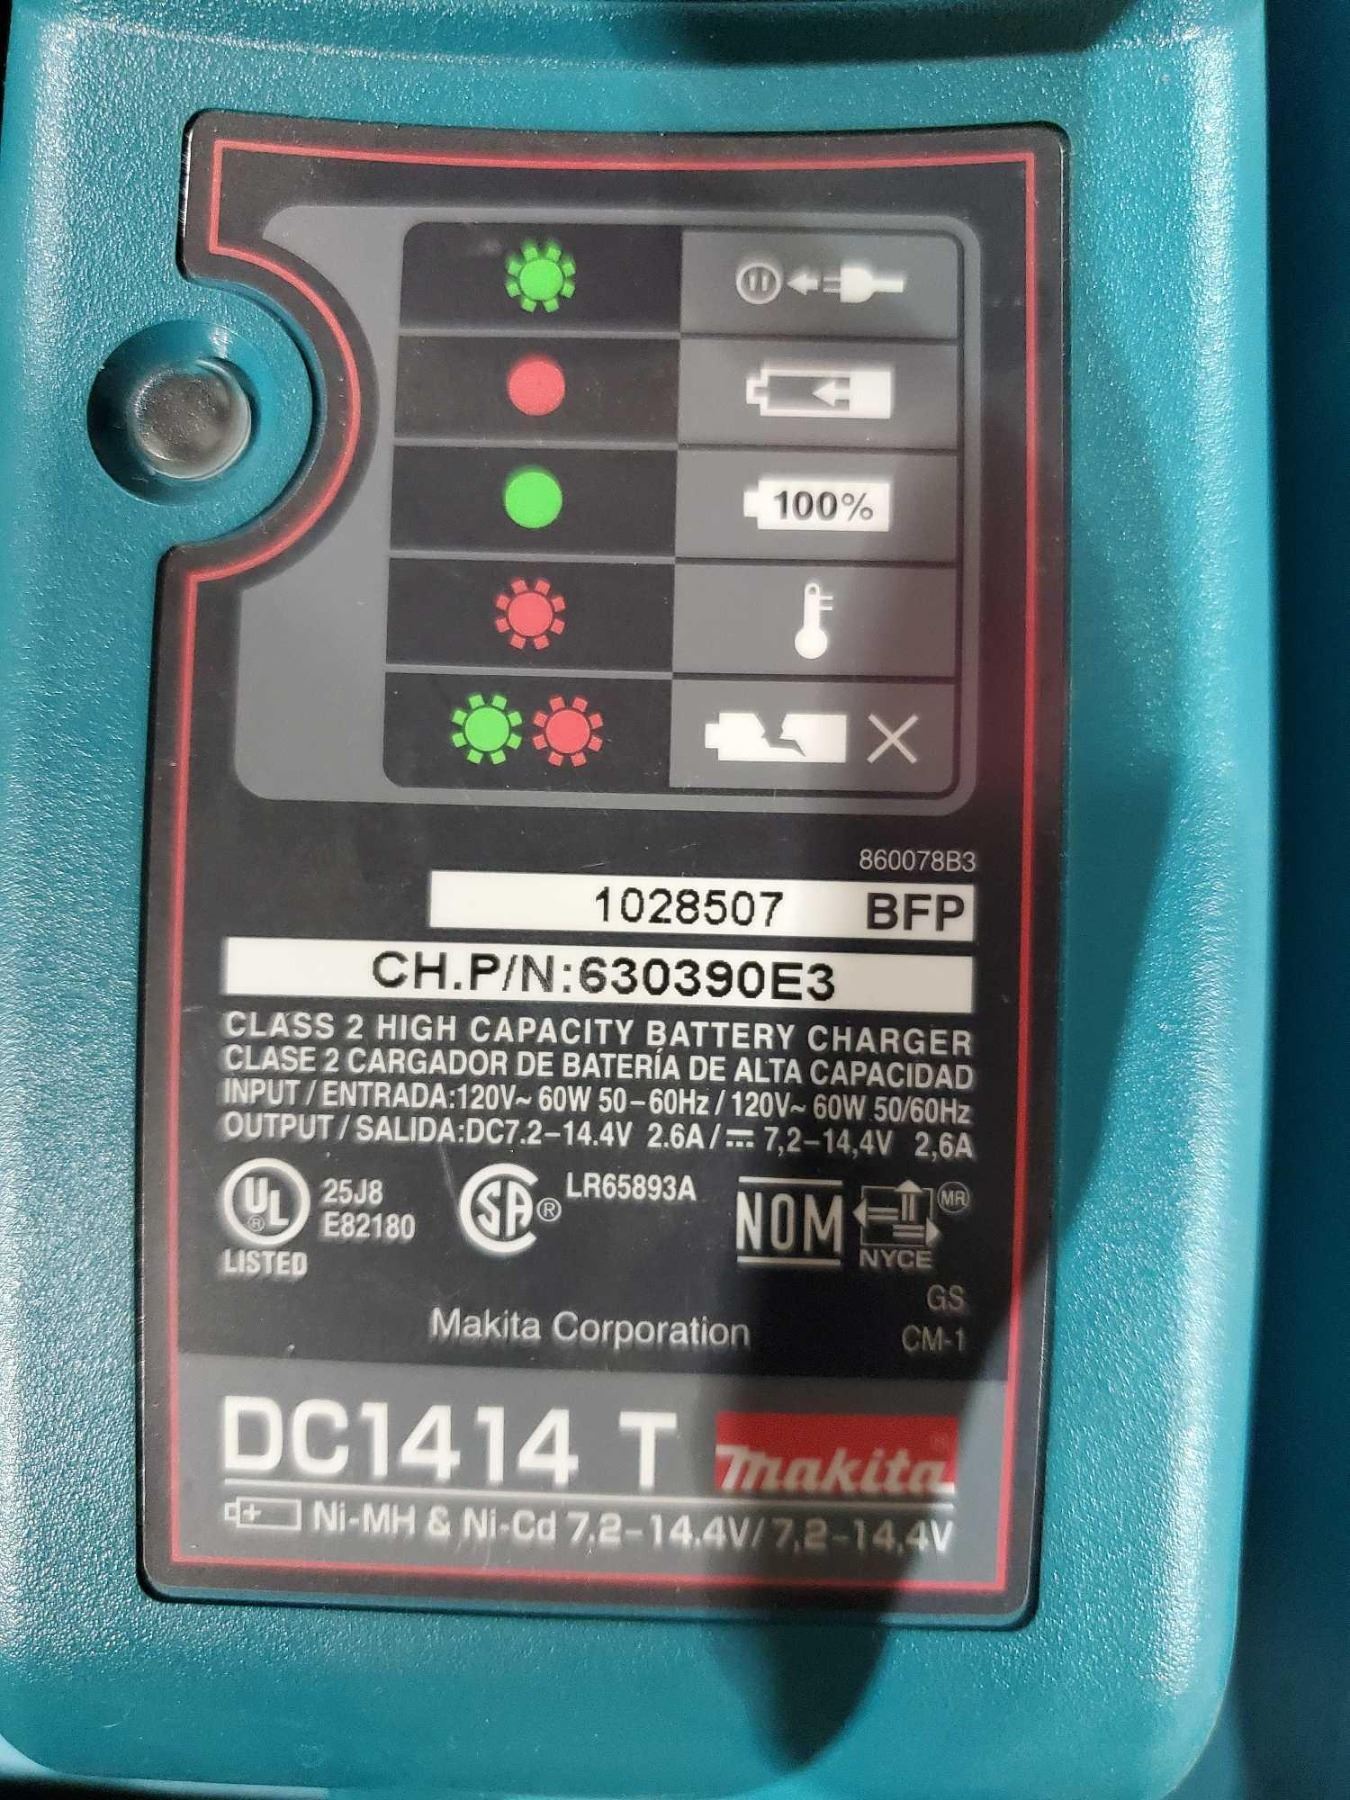 100%
860078B3
1028507 BFP
CH.P/N:630390E3
CLASS 2 HIGH CAPACITY BATTERY CHARGER
CLASE 2 CARGADOR DE BATERÍA DE ALTA CAPACIDAD
INPUT / ENTRADA:120V~ 60W 50–60Hz / 120V~ 60W 50/60Hz
OUTPUT / SALIDA:DC7.2–14.4V 2.6A / ⎓ 7,2–14,4V 2,6A
UL ® LISTED 25J8 E82180
SA ® LR65893A
NOM NYCE MR
GS
CM-1
Makita Corporation
DC1414 T makita
Ni-MH & Ni-Cd 7.2–14.4V/ 7,2–14,4V